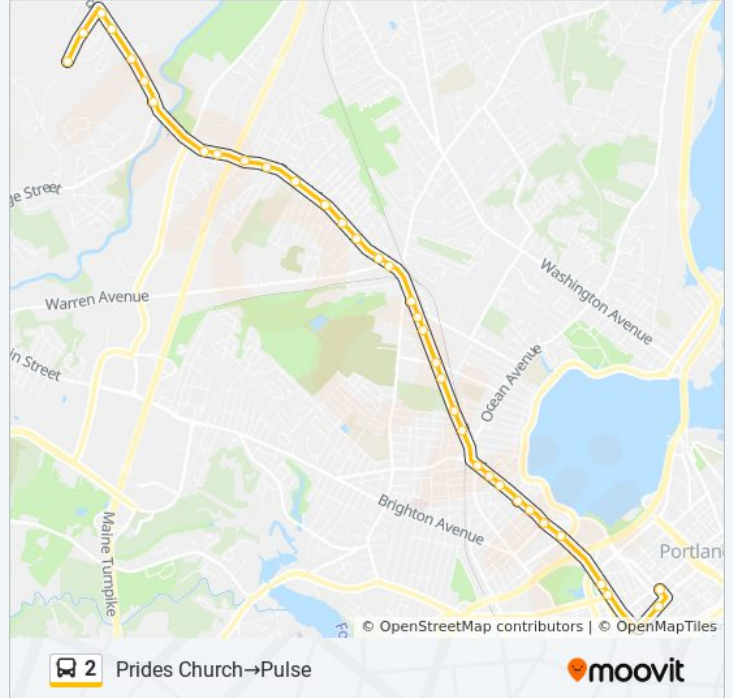 ge Street
Washington Avenue
Warren Avenue
in Street
Ocean Avenue
Brighton Avenue
Maine Turnpike
Portlan
Fo
© OpenStreetMap contributors | © OpenMapTiles
2 Prides Church→Pulse
moovit